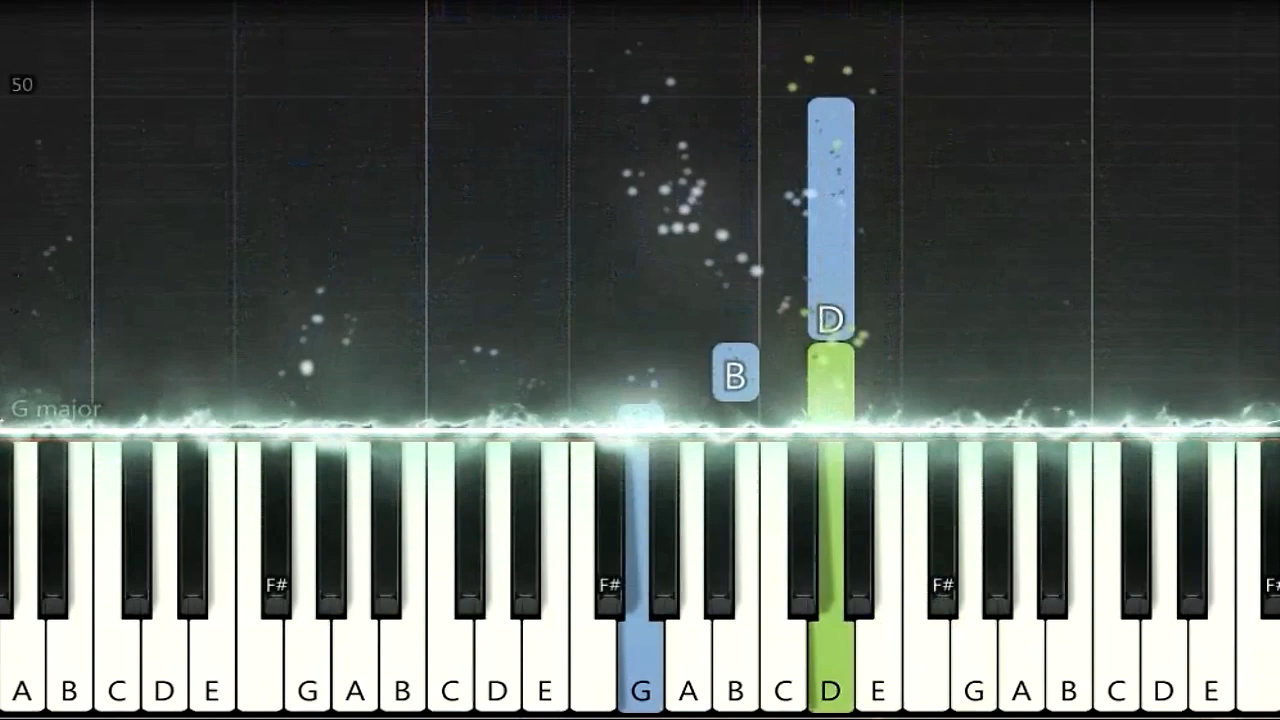 50
D
B
G major
F# F# F# F#
A B C D E G A B C D E G A B C D E G A B C D E